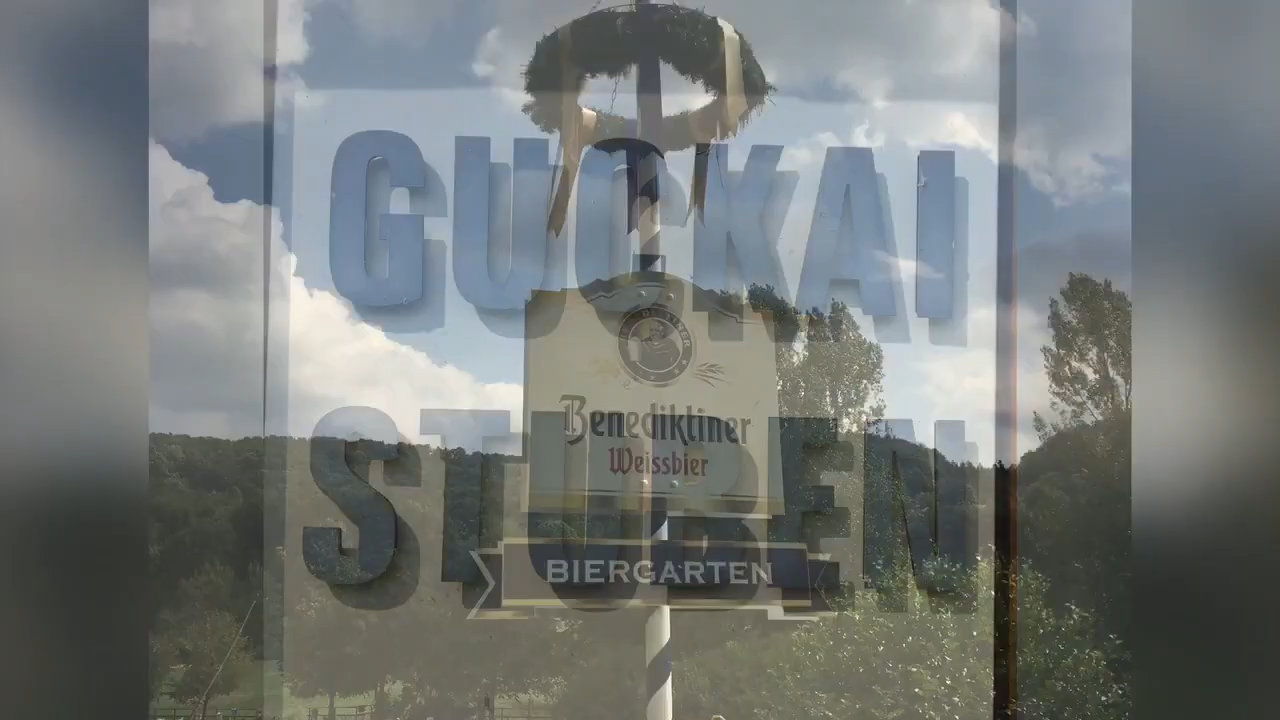 GUCKAI
STUBEN
Benediktiner
Weissbier
BIERGARTEN